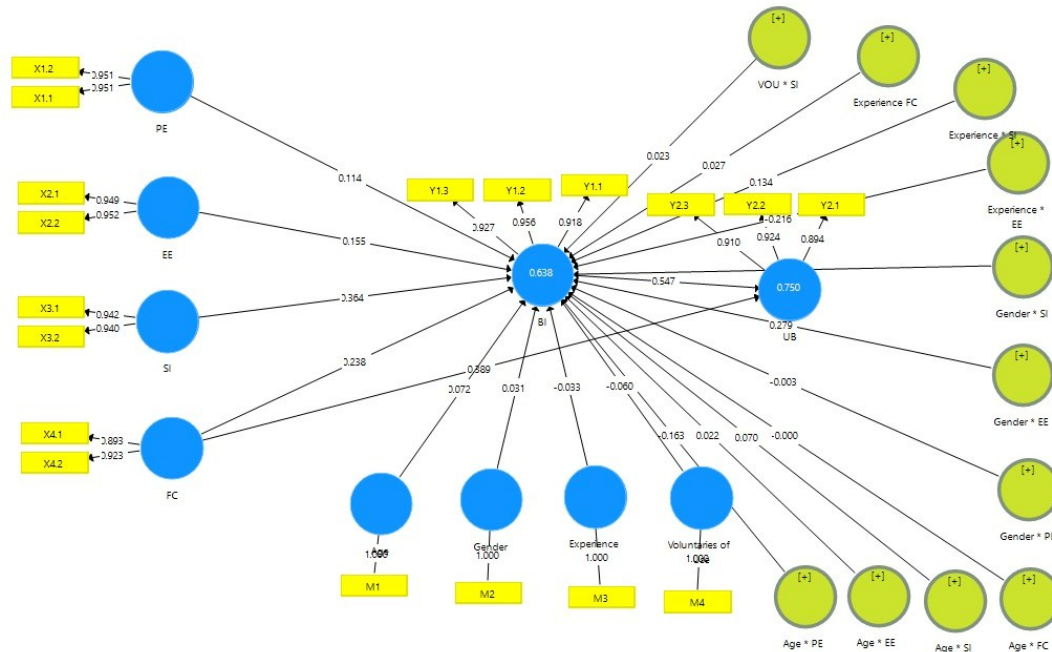 [+]
VOU * SI
[+]
Experience FC
[+]
Experience * SI
[+]
Experience *
EE
[+]
Gender * SI
[+]
Gender * EE
[+]
Gender * PE
[+]
Age * PE
[+]
Age * EE
[+]
Age * SI
[+]
Age * FC
X1.2
0.951
X1.1
0.951
PE
X2.1
0.949
X2.2
0.952
EE
X3.1
0.942
X3.2
0.940
SI
X4.1
0.893
X4.2
0.923
FC
0.114
0.155
0.364
0.238
0.389
Y1.3
Y1.2
Y1.1
0.927
0.956
0.918
0.638
BI
0.023
0.027
0.134
-0.216
Y2.3
Y2.2
Y2.1
0.910
0.924
0.894
0.547
0.750
UB
0.279
-0.003
0.072
0.031
-0.033
-0.060
-0.163
0.022
0.070
-0.000
Age
1.000
M1
Gender
1.000
M2
Experience
1.000
M3
Voluntaries of
1.000
M4